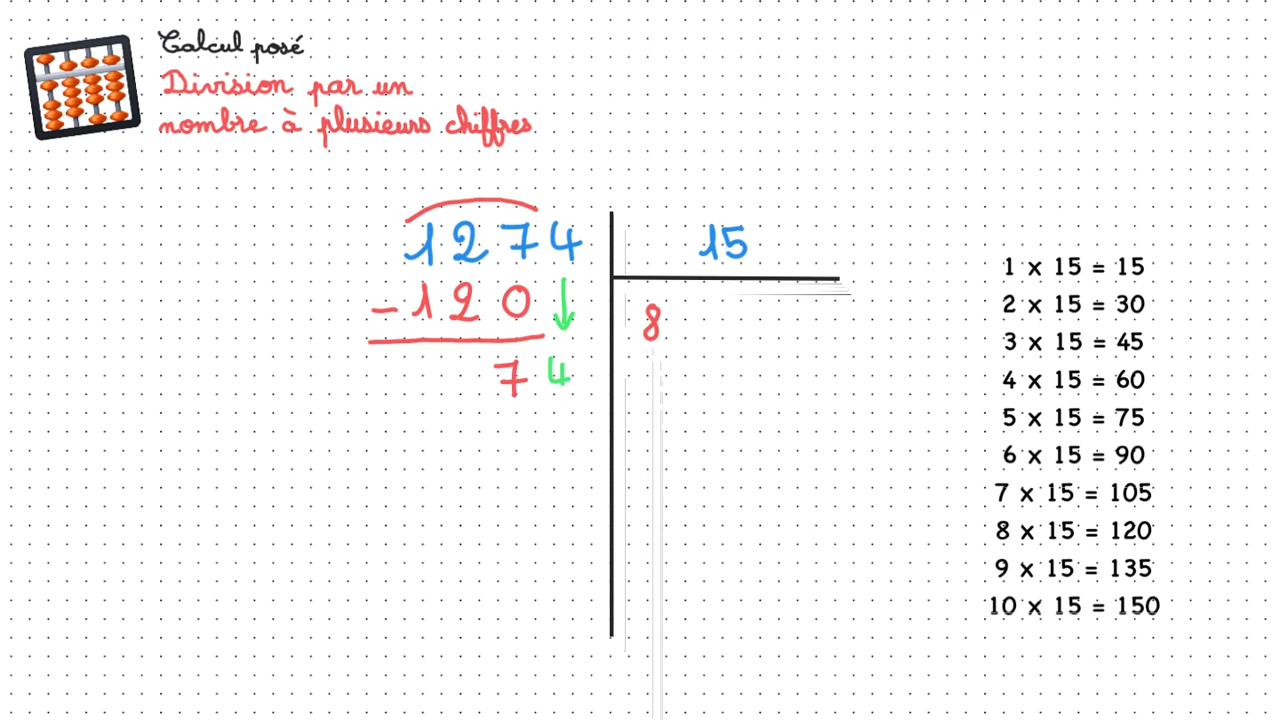 Calcul posé
Division par un
nombre à plusieurs chiffres
1274 15
- 120 8
74
1 x 15 = 15
2 x 15 = 30
3 x 15 = 45
4 x 15 = 60
5 x 15 = 75
6 x 15 = 90
7 x 15 = 105
8 x 15 = 120
9 x 15 = 135
10 x 15 = 150